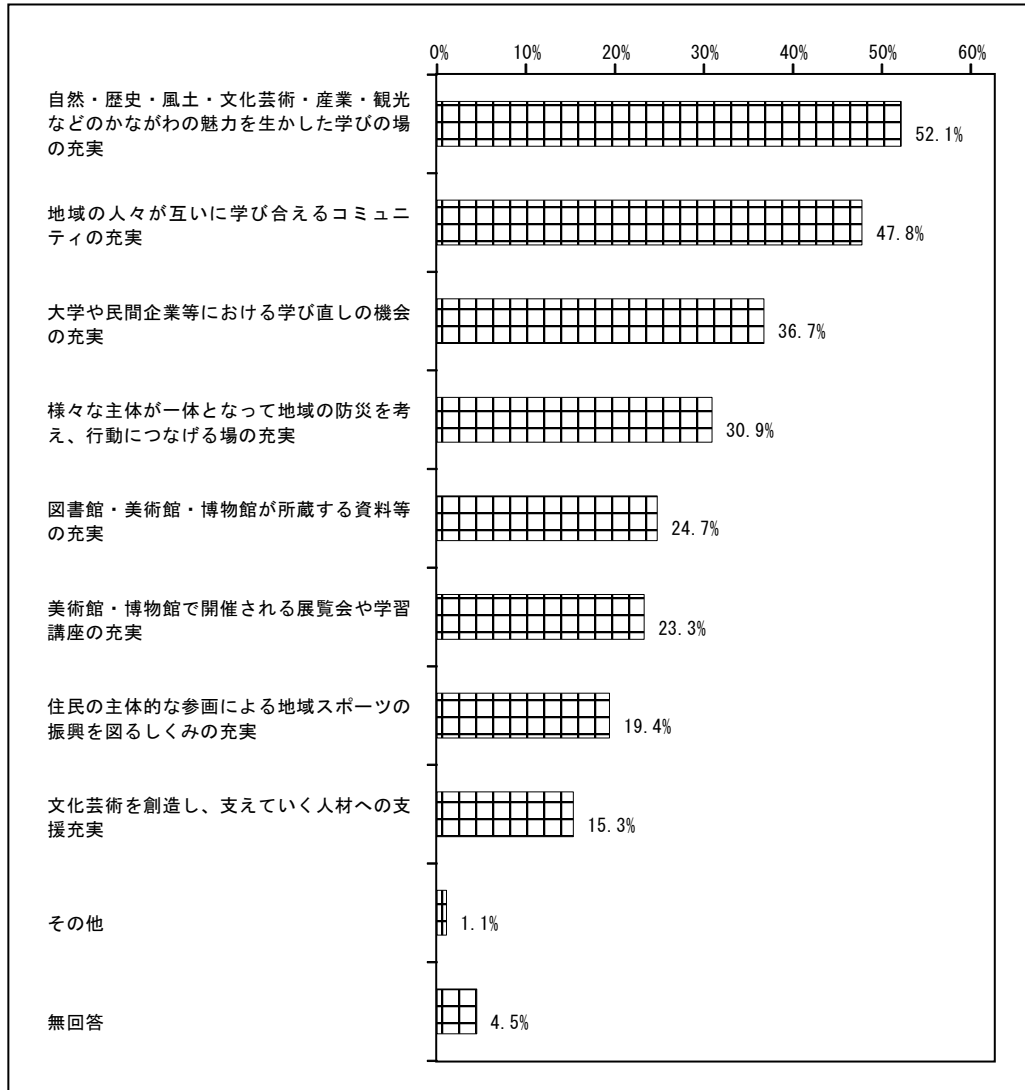 0% 10% 20% 30% 40% 50% 60%
自然・歴史・風土・文化芸術・産業・観光
などのかながわの魅力を生かした学びの場
の充実
52.1%
地域の人々が互いに学び合えるコミュニ
ティの充実
47.8%
大学や民間企業等における学び直しの機会
の充実
36.7%
様々な主体が一体となって地域の防災を考
え、行動につなげる場の充実
30.9%
図書館・美術館・博物館が所蔵する資料等
の充実
24.7%
美術館・博物館で開催される展覧会や学習
講座の充実
23.3%
住民の主体的な参画による地域スポーツの
振興を図るしくみの充実
19.4%
文化芸術を創造し、支えていく人材への支
援充実
15.3%
その他
1.1%
無回答
4.5%